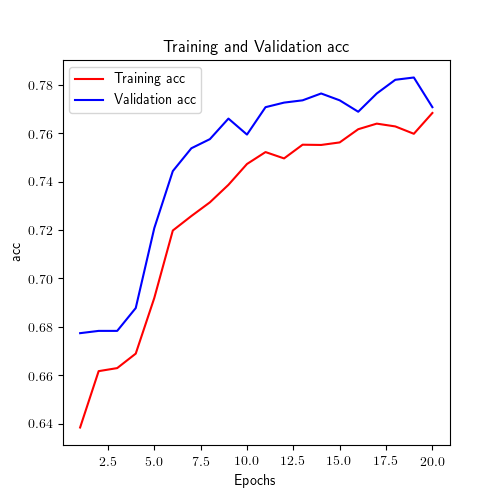 Training and Validation acc
Training acc
Validation acc
0.78
0.76
0.74
0.72
0.70
0.68
0.66
0.64
acc
2.5 5.0 7.5 10.0 12.5 15.0 17.5 20.0
Epochs